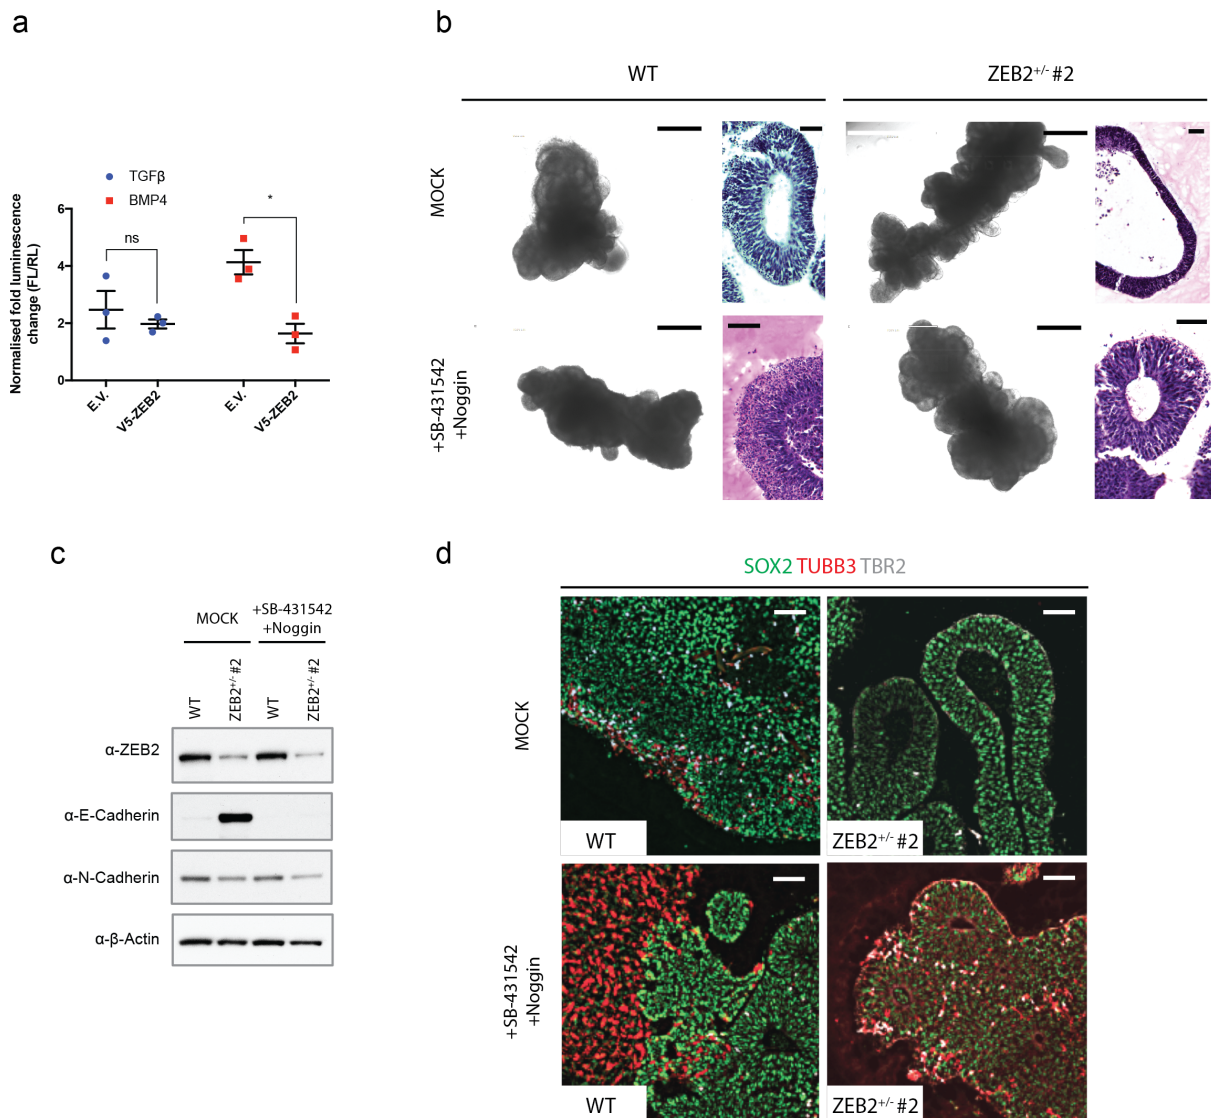 a
TGFβ
BMP4
Normalised fold luminescence
change (FL/RL)
6
4
2
0
ns
*
E.V.
V5-ZEB2
E.V.
V5-ZEB2
b
WT
ZEB2+/- #2
MOCK
+SB-431542
+Noggin
c
MOCK
+SB-431542
+Noggin
WT
ZEB2+/- #2
WT
ZEB2+/- #2
α-ZEB2
α-E-Cadherin
α-N-Cadherin
α-β-Actin
d
SOX2 TUBB3 TBR2
MOCK
WT
ZEB2+/- #2
+SB-431542
+Noggin
WT
ZEB2+/- #2